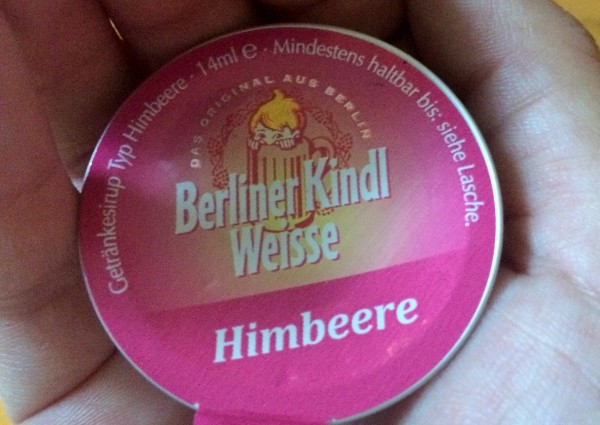 Getränkesirup Typ Himbeere · 14ml ℮ · Mindestens haltbar bis: siehe Lasche.
DAS ORIGINAL AUS BERLIN
Berliner Kindl
Weisse
Himbeere